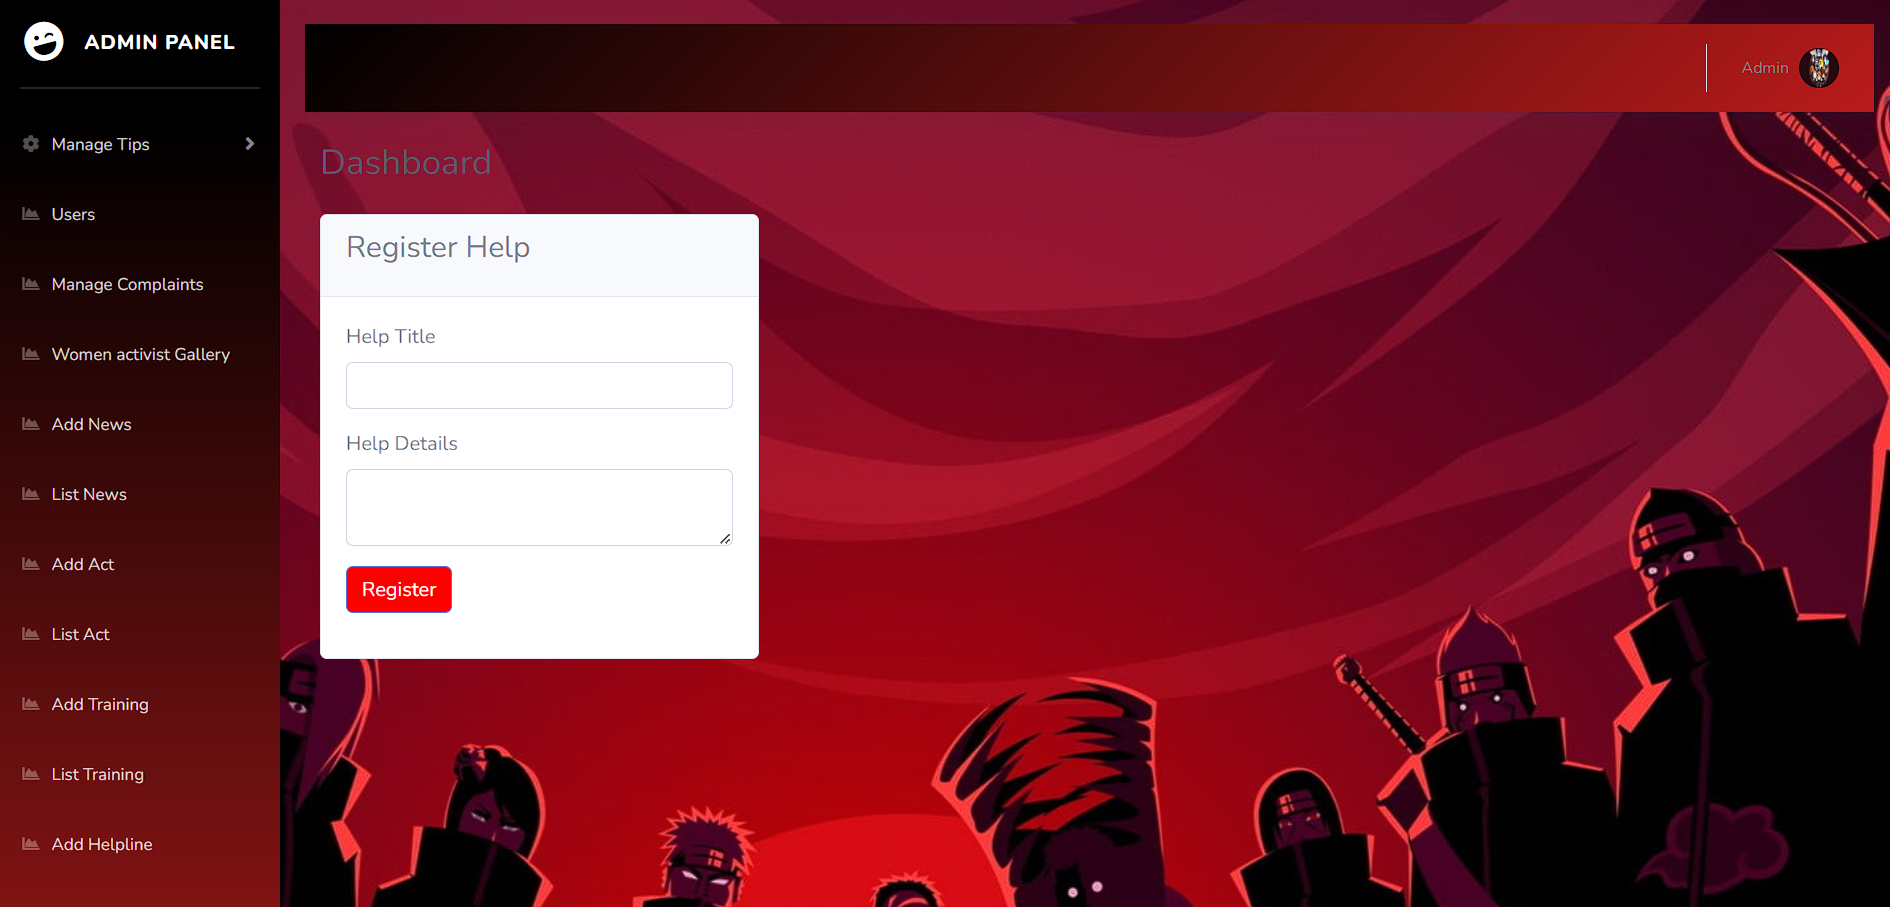 ADMIN PANEL
Manage Tips
Users
Manage Complaints
Women activist Gallery
Add News
List News
Add Act
List Act
Add Training
List Training
Add Helpline
Admin
Dashboard
Register Help
Help Title
Help Details
Register